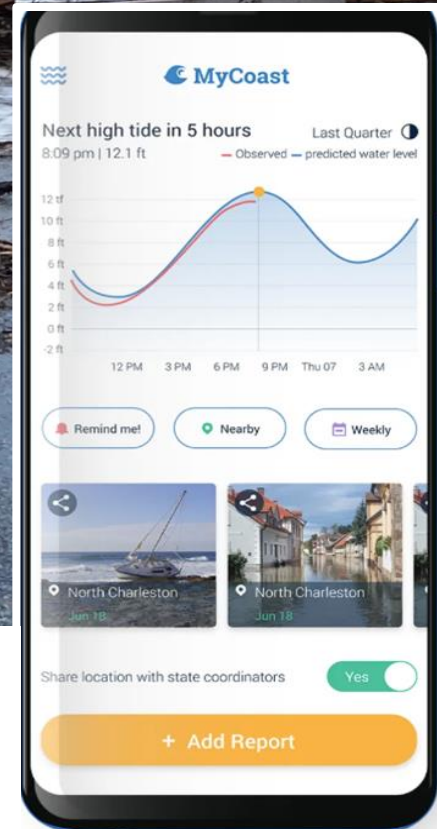 MyCoast
Next high tide in 5 hours
Last Quarter
8:09 pm | 12.1 ft
Observed
predicted water level
12 tf
10 ft
8 ft
6 ft
4 ft
2 ft
0 ft
-2 ft
12 PM 3 PM 6 PM 9 PM Thu 07 3 AM
Remind me! Nearby Weekly
North Charleston
Jun 18
North Charleston
Jun 18
Share location with state coordinators Yes
+ Add Report